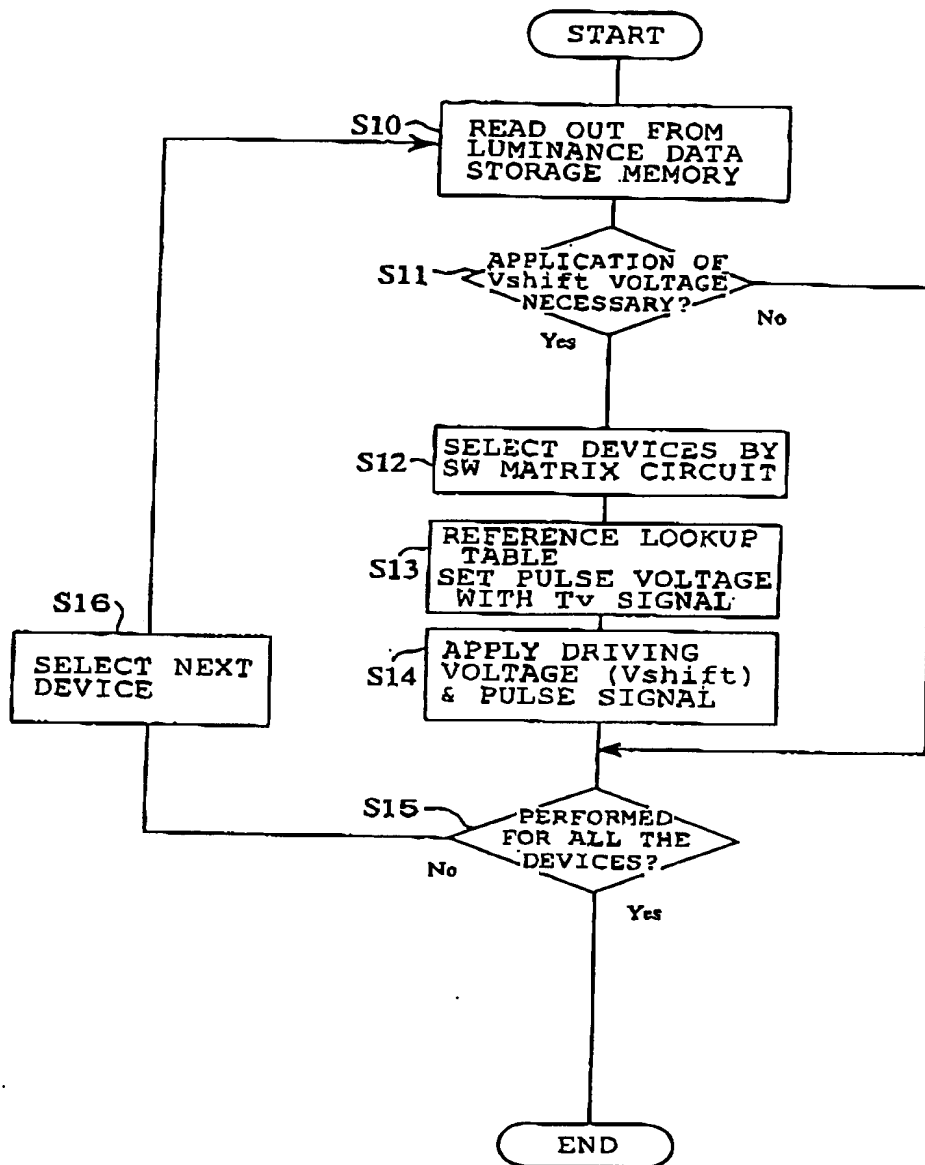 START
S10
READ OUT FROM
LUMINANCE DATA
STORAGE MEMORY
S11
APPLICATION OF
Vshift VOLTAGE
NECESSARY?
No
Yes
S12
SELECT DEVICES BY
SW MATRIX CIRCUIT
S13
REFERENCE LOOKUP
TABLE
SET PULSE VOLTAGE
WITH Tv SIGNAL
S14
APPLY DRIVING
VOLTAGE (Vshift)
& PULSE SIGNAL
S16
SELECT NEXT
DEVICE
S15
PERFORMED
FOR ALL THE
DEVICES?
No
Yes
END